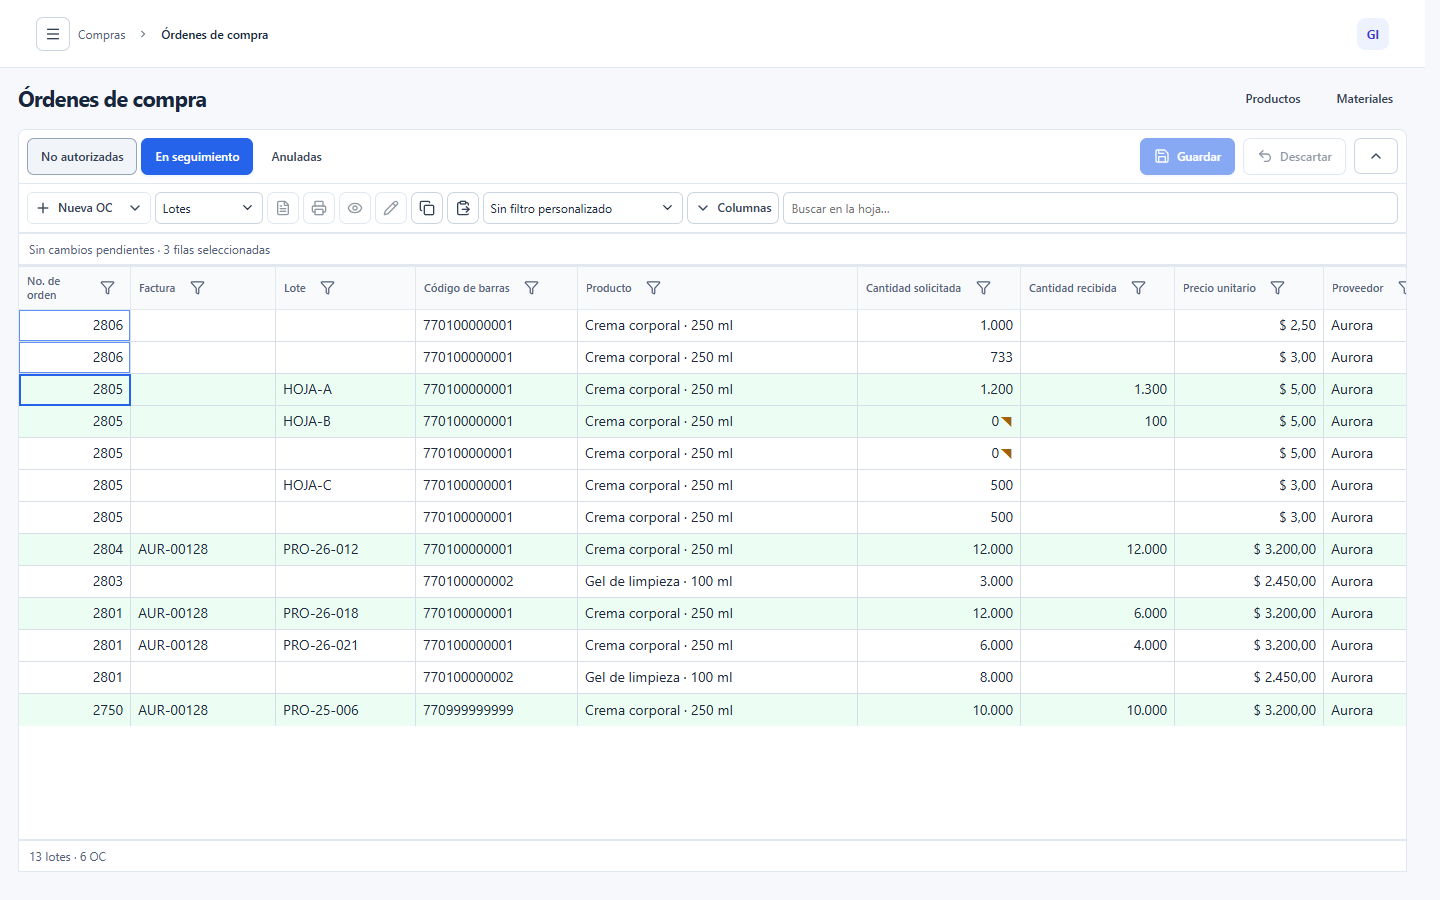 Compras > Órdenes de compra
GI
Órdenes de compra
Productos Materiales
No autorizadas En seguimiento Anuladas Guardar Descartar
Nueva OC Lotes Sin filtro personalizado Columnas Buscar en la hoja...
Sin cambios pendientes · 3 filas seleccionadas
No. de orden Factura Lote Código de barras Producto Cantidad solicitada Cantidad recibida Precio unitario Proveedor
2806 770100000001 Crema corporal · 250 ml 1.000 $ 2,50 Aurora
2806 770100000001 Crema corporal · 250 ml 733 $ 3,00 Aurora
2805 HOJA-A 770100000001 Crema corporal · 250 ml 1.200 1.300 $ 5,00 Aurora
2805 HOJA-B 770100000001 Crema corporal · 250 ml 0 100 $ 5,00 Aurora
2805 770100000001 Crema corporal · 250 ml 0 $ 5,00 Aurora
2805 HOJA-C 770100000001 Crema corporal · 250 ml 500 $ 3,00 Aurora
2805 770100000001 Crema corporal · 250 ml 500 $ 3,00 Aurora
2804 AUR-00128 PRO-26-012 770100000001 Crema corporal · 250 ml 12.000 12.000 $ 3.200,00 Aurora
2803 770100000002 Gel de limpieza · 100 ml 3.000 $ 2.450,00 Aurora
2801 AUR-00128 PRO-26-018 770100000001 Crema corporal · 250 ml 12.000 6.000 $ 3.200,00 Aurora
2801 AUR-00128 PRO-26-021 770100000001 Crema corporal · 250 ml 6.000 4.000 $ 3.200,00 Aurora
2801 770100000002 Gel de limpieza · 100 ml 8.000 $ 2.450,00 Aurora
2750 AUR-00128 PRO-25-006 770999999999 Crema corporal · 250 ml 10.000 10.000 $ 3.200,00 Aurora
13 lotes · 6 OC